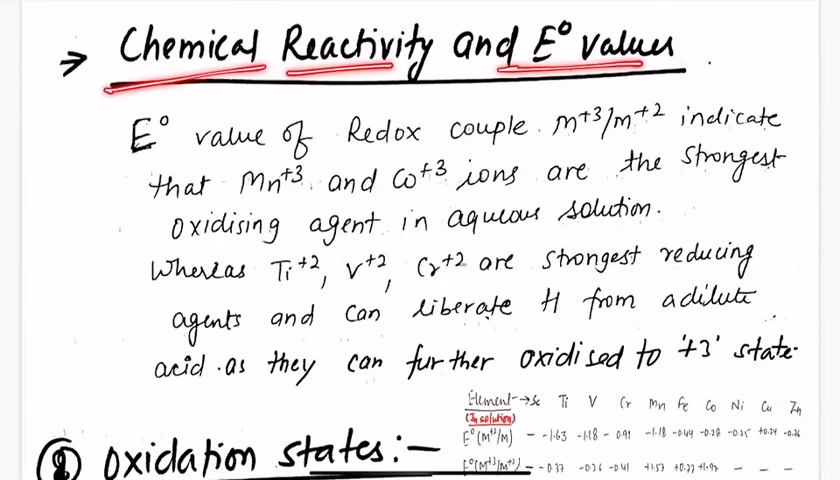 → Chemical Reactivity and E° values
E° value of Redox couple M+3/M+2 indicate
that Mn+3 and Co+3 ions are the strongest
oxidising agent in aqueous solution.
Whereas Ti+2, V+2, Cr+2 are strongest reducing
agents and can liberate H from a dilute
acid as they can further oxidised to '+3' state.
Element → Sc Ti V Cr Mn Fe Co Ni Cu Zn
(In solution)
E°(M+2/M) – -1.63 -1.18 -0.91 -1.18 -0.44 -0.28 -0.25 +0.34 -0.76
E°(M+3/M+2) – -0.37 -0.26 -0.41 +1.57 +0.77 +1.97 – – –
⑧ Oxidation states:–